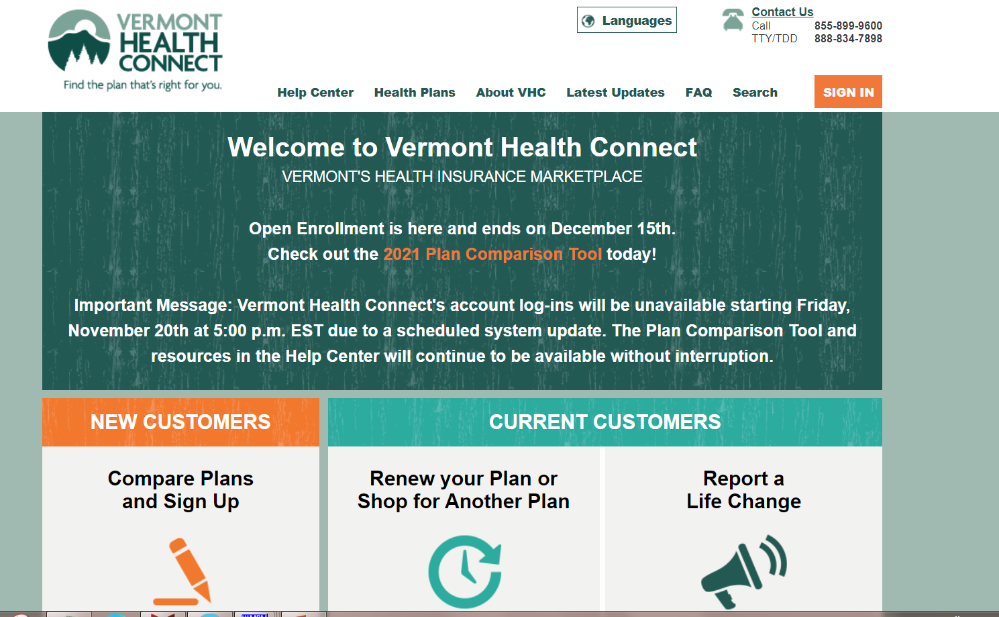 VERMONT
HEALTH
CONNECT
Find the plan that's right for you.
Languages
Contact Us
Call 855-899-9600
TTY/TDD 888-834-7898
Help Center Health Plans About VHC Latest Updates FAQ Search SIGN IN
Welcome to Vermont Health Connect
VERMONT'S HEALTH INSURANCE MARKETPLACE
Open Enrollment is here and ends on December 15th.
Check out the 2021 Plan Comparison Tool today!
Important Message: Vermont Health Connect's account log-ins will be unavailable starting Friday,
November 20th at 5:00 p.m. EST due to a scheduled system update. The Plan Comparison Tool and
resources in the Help Center will continue to be available without interruption.
NEW CUSTOMERS
Compare Plans
and Sign Up
CURRENT CUSTOMERS
Renew your Plan or
Shop for Another Plan
Report a
Life Change